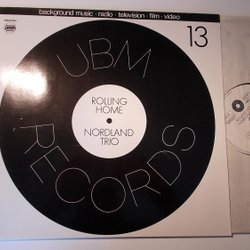 background music · radio · television · film · video
13
UBM
ROLLING
HOME
NORDLAND
TRIO
RECORDS